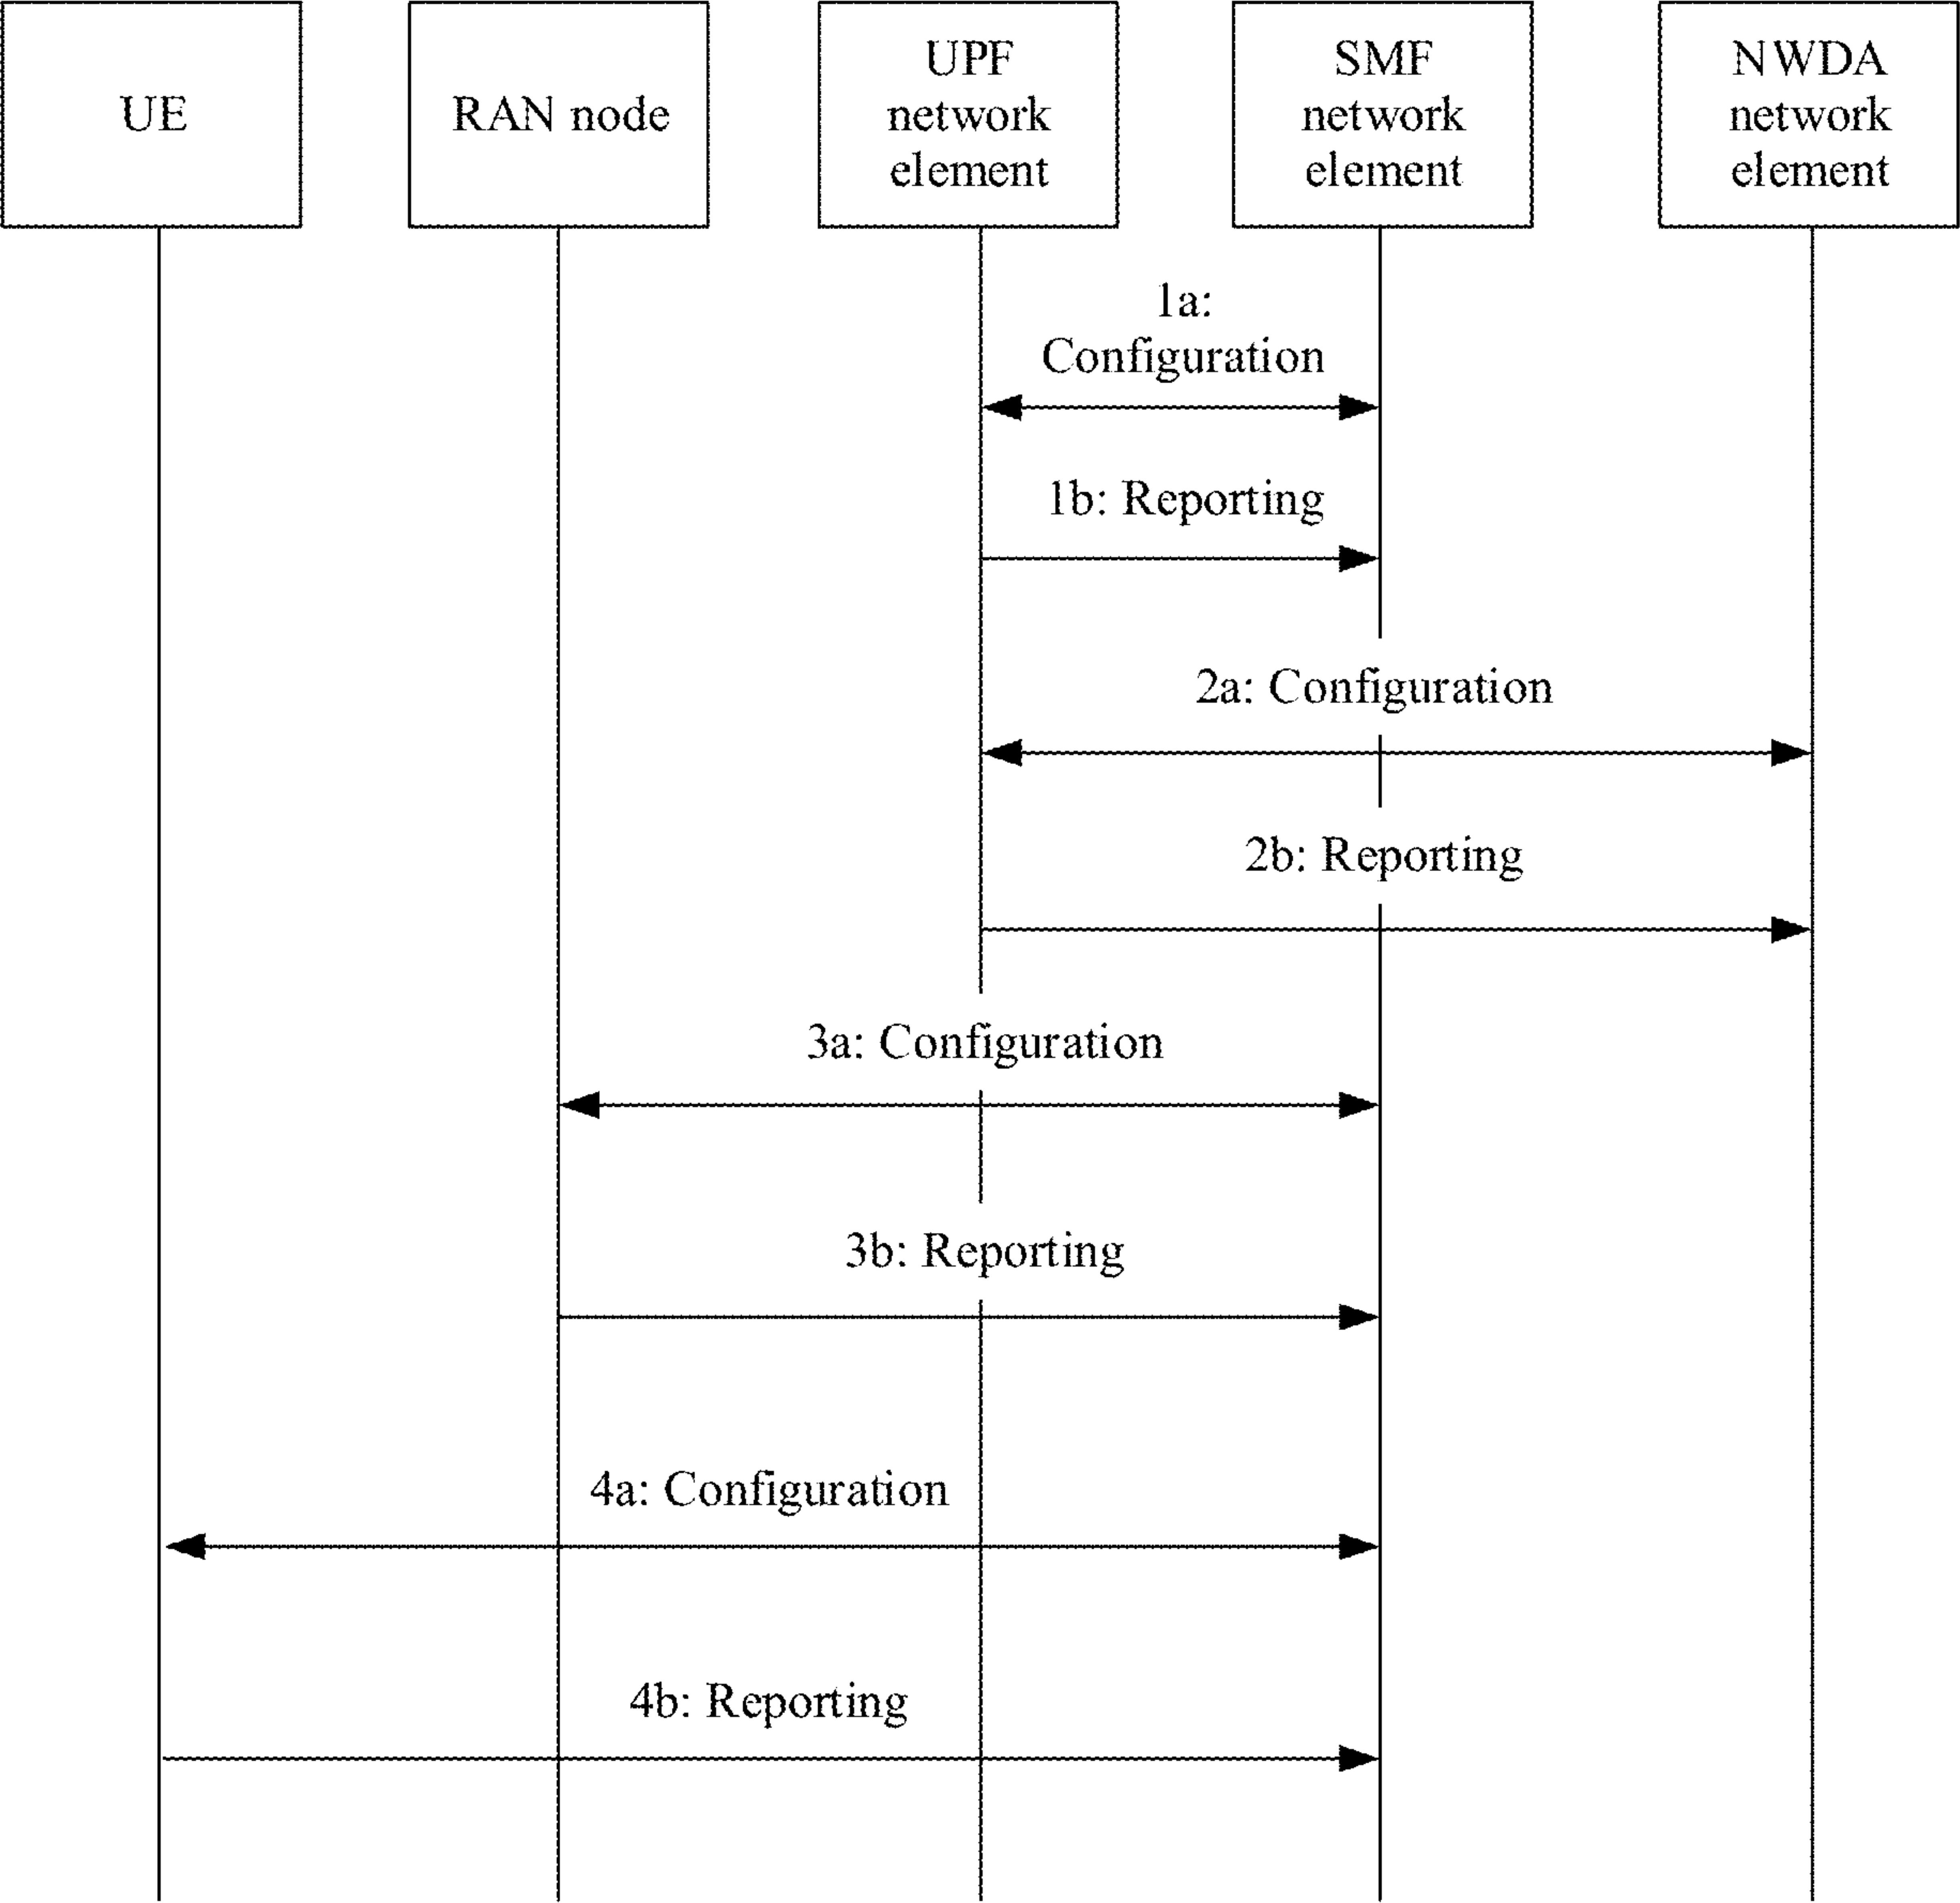 UE
RAN node
UPF
network
element
SMF
network
element
NWDA
network
element
1a:
Configuration
1b: Reporting
2a: Configuration
2b: Reporting
3a: Configuration
3b: Reporting
4a: Configuration
4b: Reporting